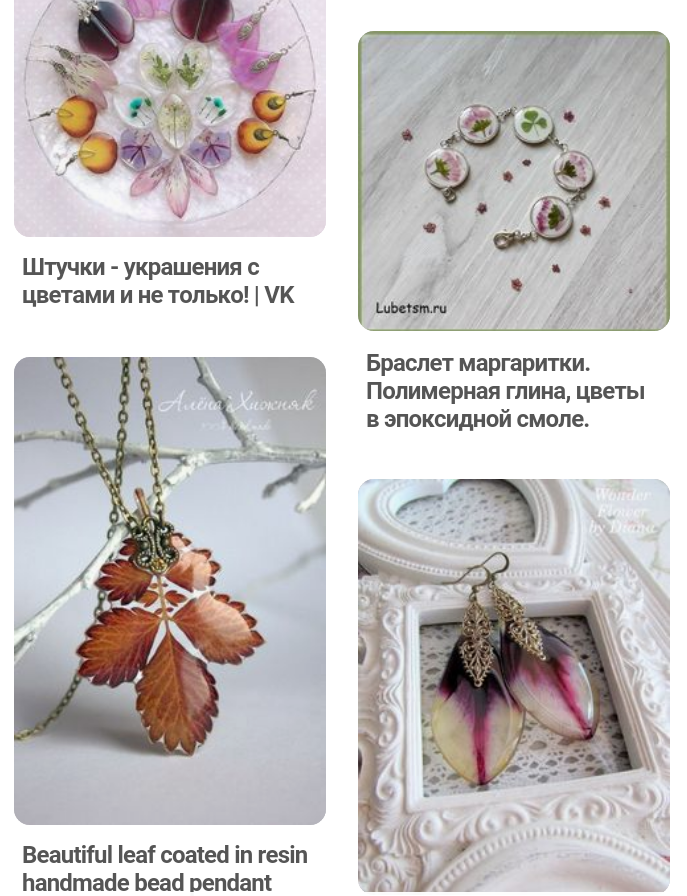 Штучки - украшения с
цветами и не только! | VK
Lubetsm.ru
Браслет маргаритки.
Полимерная глина, цветы
в эпоксидной смоле.
Алёна Хижняк
Wonder
Flower
by Diana
Beautiful leaf coated in resin
handmade bead pendant